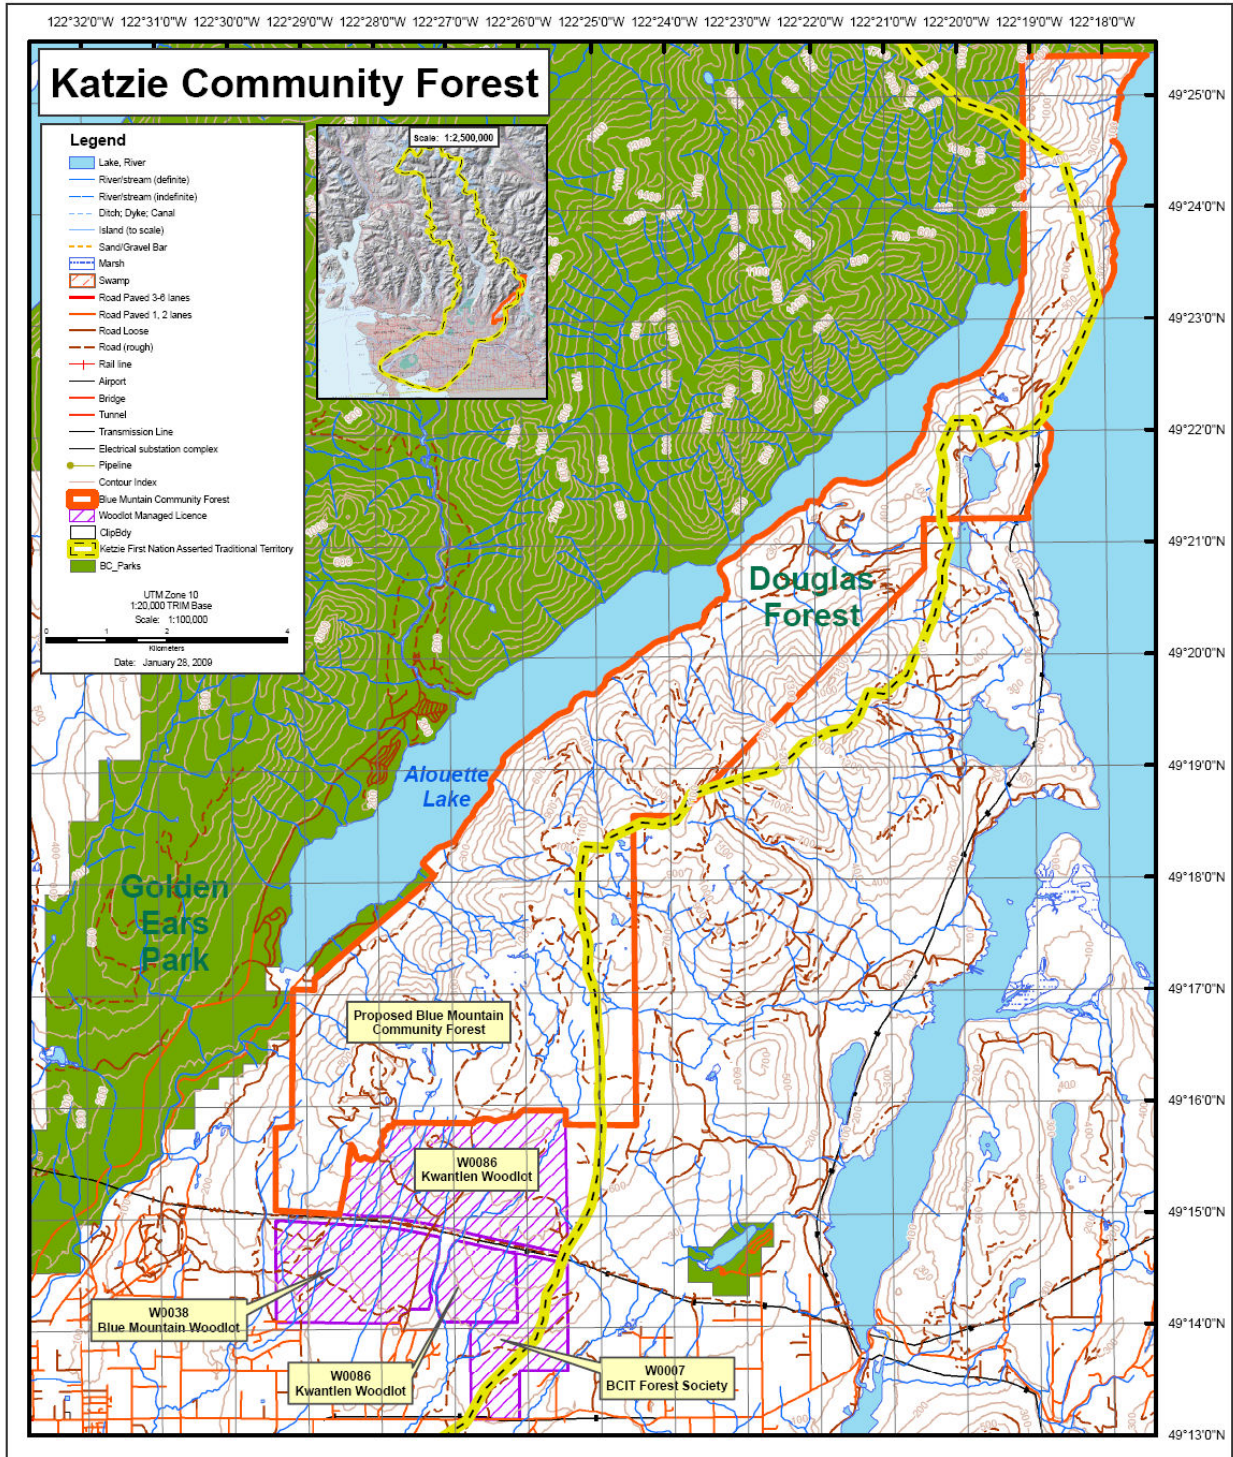 122°32'0"W 122°31'0"W 122°30'0"W 122°29'0"W 122°28'0"W 122°27'0"W 122°26'0"W 122°25'0"W 122°24'0"W 122°23'0"W 122°22'0"W 122°21'0"W 122°20'0"W 122°19'0"W 122°18'0"W
Katzie Community Forest
Legend
Lake, River
River/stream (definite)
River/stream (indefinite)
Ditch; Dyke; Canal
Island (to scale)
Sand/Gravel Bar
Marsh
Swamp
Road Paved 3-6 lanes
Road Paved 1, 2 lanes
Road Loose
Road (rough)
Rail line
Airport
Bridge
Tunnel
Transmission Line
Electrical substation complex
Pipeline
Contour Index
Blue Muntain Community Forest
Woodlot Managed Licence
ClipBdy
Ketzie First Nation Asserted Traditional Territory
BC_Parks
UTM Zone 10
1:20,000 TRIM Base
Scale: 1:100,000
0 1 2 4
Kilometers
Date: January 28, 2009
Scale: 1:2,500,000
49°25'0"N
49°24'0"N
49°23'0"N
49°22'0"N
49°21'0"N
49°20'0"N
49°19'0"N
49°18'0"N
49°17'0"N
49°16'0"N
49°15'0"N
49°14'0"N
49°13'0"N
Douglas
Forest
Alouette
Lake
Golden
Ears
Park
Proposed Blue Mountain
Community Forest
W0086
Kwantlen Woodlot
W0038
Blue Mountain Woodlot
W0086
Kwantlen Woodlot
W0007
BCIT Forest Society